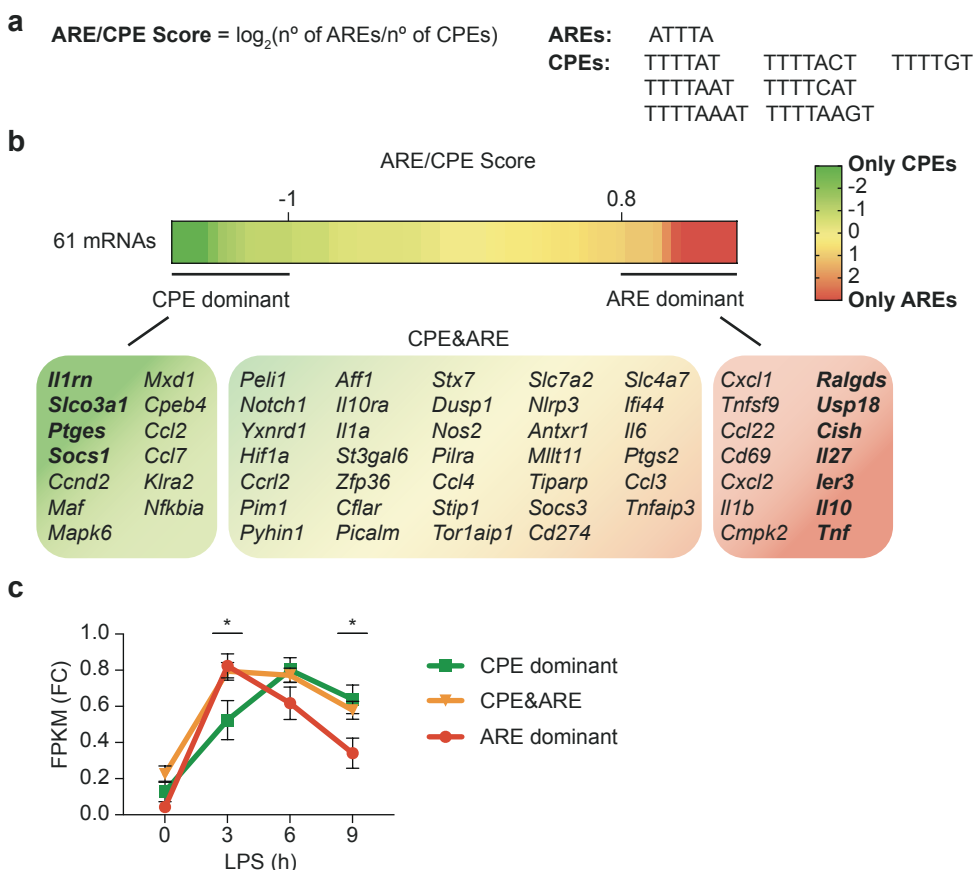 a
ARE/CPE Score = log2(nº of AREs/nº of CPEs)
AREs: ATTTA
CPEs: TTTTAT TTTTACT TTTTGT
TTTTAAT TTTTCAT
TTTTAAAT TTTTAAGT
b
ARE/CPE Score
-1 0.8
61 mRNAs
CPE dominant ARE dominant
Only CPEs
-2
-1
0
1
2
Only AREs
CPE&ARE
Il1rn Mxd1
Slco3a1 Cpeb4
Ptges Ccl2
Socs1 Ccl7
Ccnd2 Klra2
Maf Nfkbia
Mapk6
Peli1 Aff1 Stx7 Slc7a2 Slc4a7
Notch1 Il10ra Dusp1 Nlrp3 Ifi44
Yxnrd1 Il1a Nos2 Antxr1 Il6
Hif1a St3gal6 Pilra Mllt11 Ptgs2
Ccrl2 Zfp36 Ccl4 Tiparp Ccl3
Pim1 Cflar Stip1 Socs3 Tnfaip3
Pyhin1 Picalm Tor1aip1 Cd274
Cxcl1 Ralgds
Tnfsf9 Usp18
Ccl22 Cish
Cd69 Il27
Cxcl2 Ier3
Il1b Il10
Cmpk2 Tnf
c
FPKM (FC)
1.0
0.8
0.6
0.4
0.2
0.0
* *
0 3 6 9
LPS (h)
CPE dominant
CPE&ARE
ARE dominant